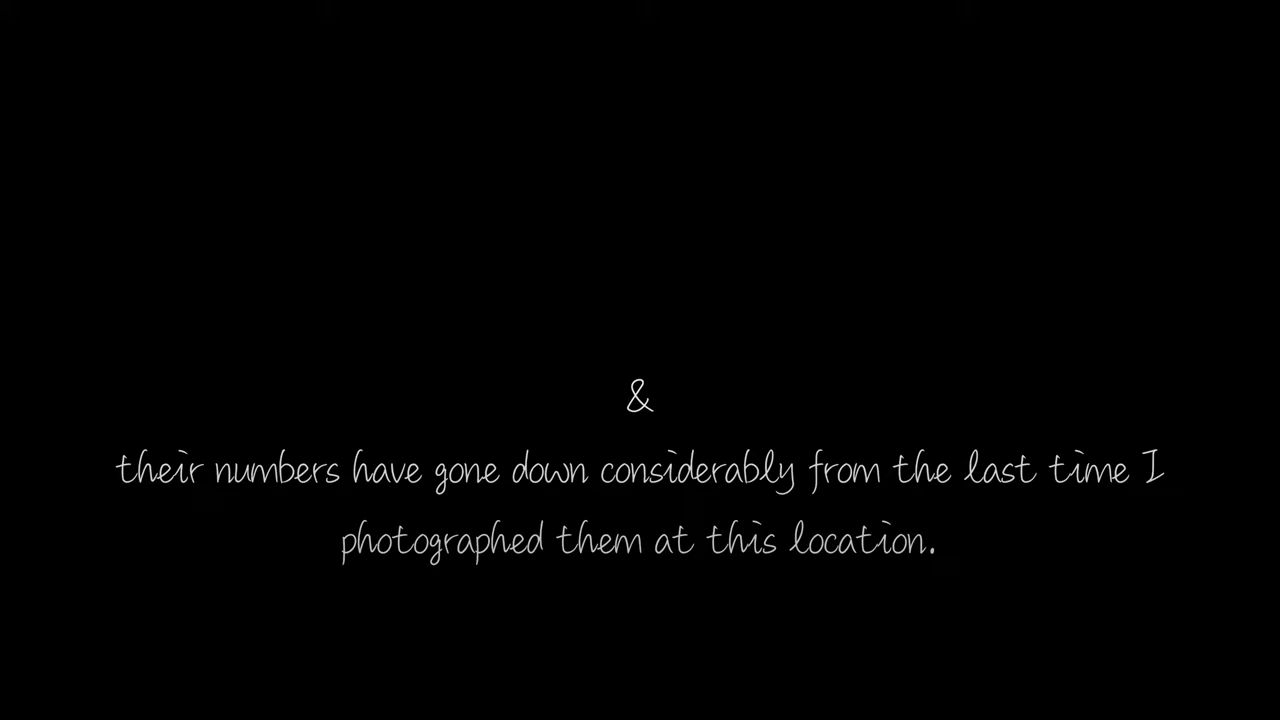 &
their numbers have gone down considerably from the last time I
photographed them at this location.